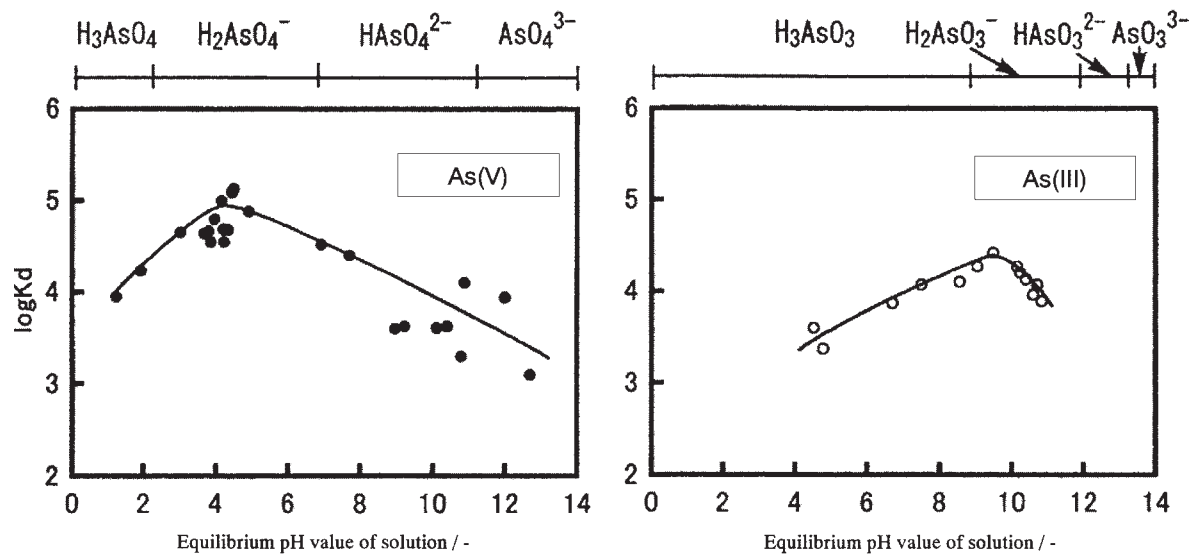 H₃AsO₄ H₂AsO₄⁻ HAsO₄²⁻ AsO₄³⁻
H₃AsO₃ H₂AsO₃⁻ HAsO₃²⁻ AsO₃³⁻
6
5
4
3
2
logKd
As(V)
0 2 4 6 8 10 12 14
Equilibrium pH value of solution / -
6
5
4
3
2
As(III)
0 2 4 6 8 10 12 14
Equilibrium pH value of solution / -